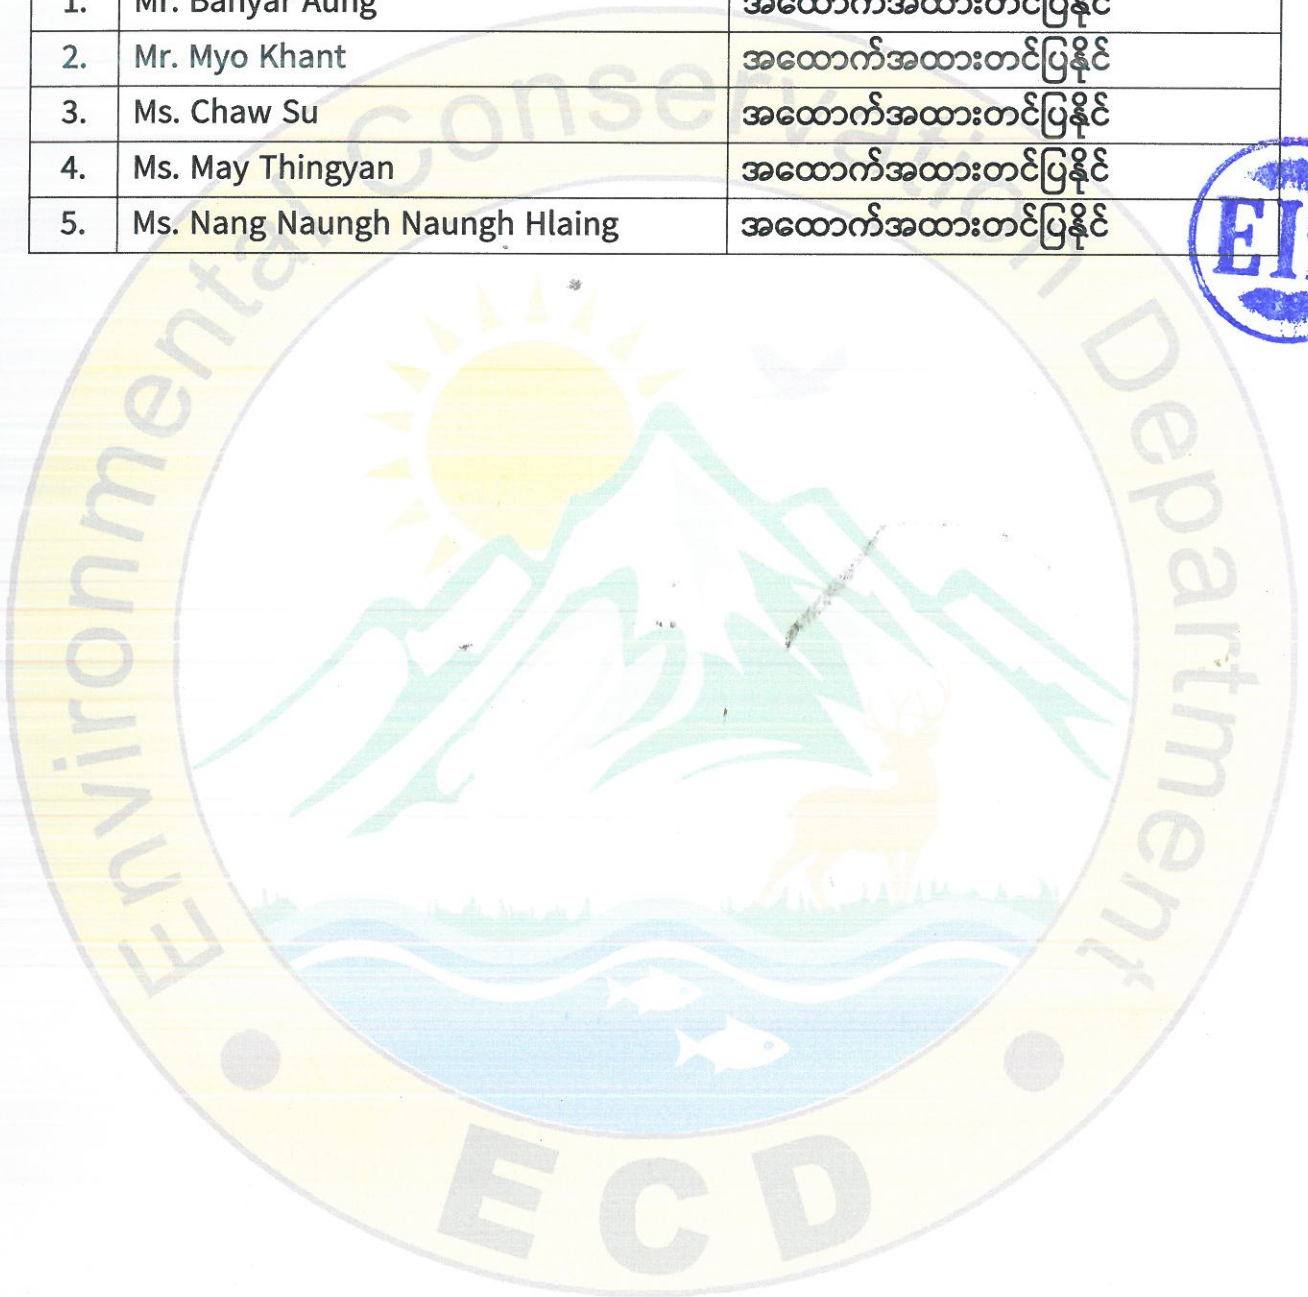 1. Mr. Banyar Aung အထောက်အထားတင်ပြနိုင်
2. Mr. Myo Khant အထောက်အထားတင်ပြနိုင်
3. Ms. Chaw Su အထောက်အထားတင်ပြနိုင်
4. Ms. May Thingyan အထောက်အထားတင်ပြနိုင်
5. Ms. Nang Naungh Naungh Hlaing အထောက်အထားတင်ပြနိုင်
Environmental Conservation Department
ECD